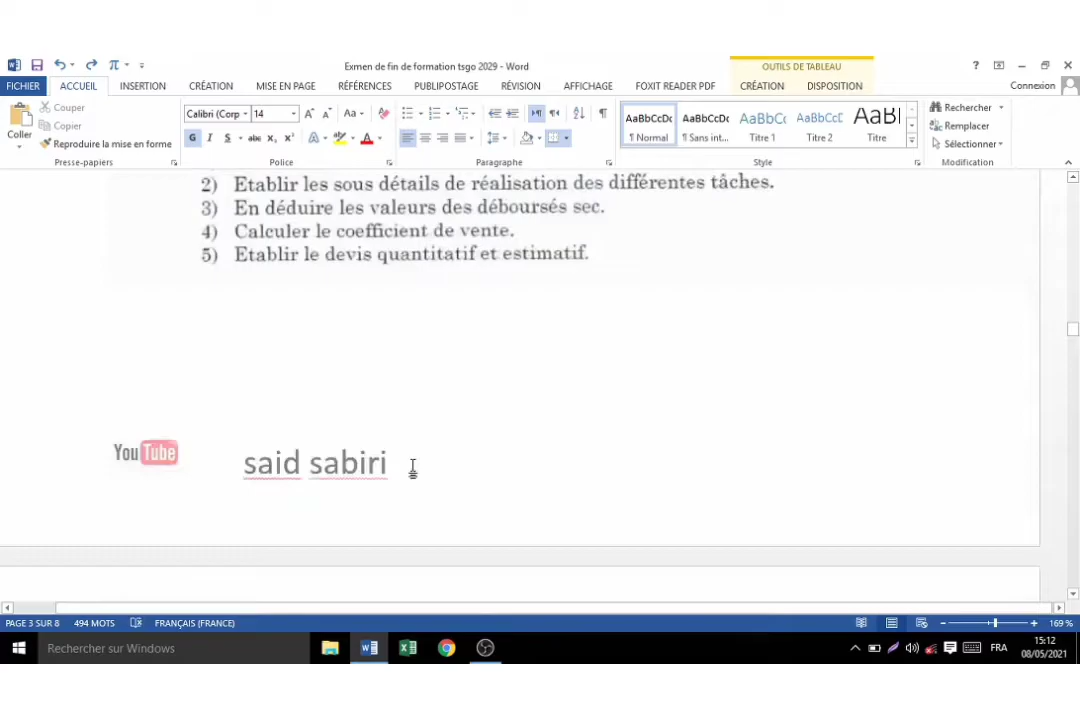 Exmen de fin de formation tsgo 2029 - Word
OUTILS DE TABLEAU
FICHIER ACCUEIL INSERTION CRÉATION MISE EN PAGE RÉFÉRENCES PUBLIPOSTAGE RÉVISION AFFICHAGE FOXIT READER PDF CRÉATION DISPOSITION Connexion
Coller
Couper
Copier
Reproduire la mise en forme
Presse-papiers
Calibri (Corp 14
G I S abc X₂ X²
Police
Paragraphe
AaBbCcDc AaBbCcDc AaBbC( AaBbCcC AaBl
¶ Normal ¶ Sans int... Titre 1 Titre 2 Titre
Style
Rechercher
Remplacer
Sélectionner
Modification
2) Etablir les sous détails de réalisation des différentes tâches.
3) En déduire les valeurs des déboursés sec.
4) Calculer le coefficient de vente.
5) Etablir le devis quantitatif et estimatif.
YouTube
said sabiri
PAGE 3 SUR 8 494 MOTS FRANÇAIS (FRANCE) 169 %
Rechercher sur Windows
FRA
15:12
08/05/2021